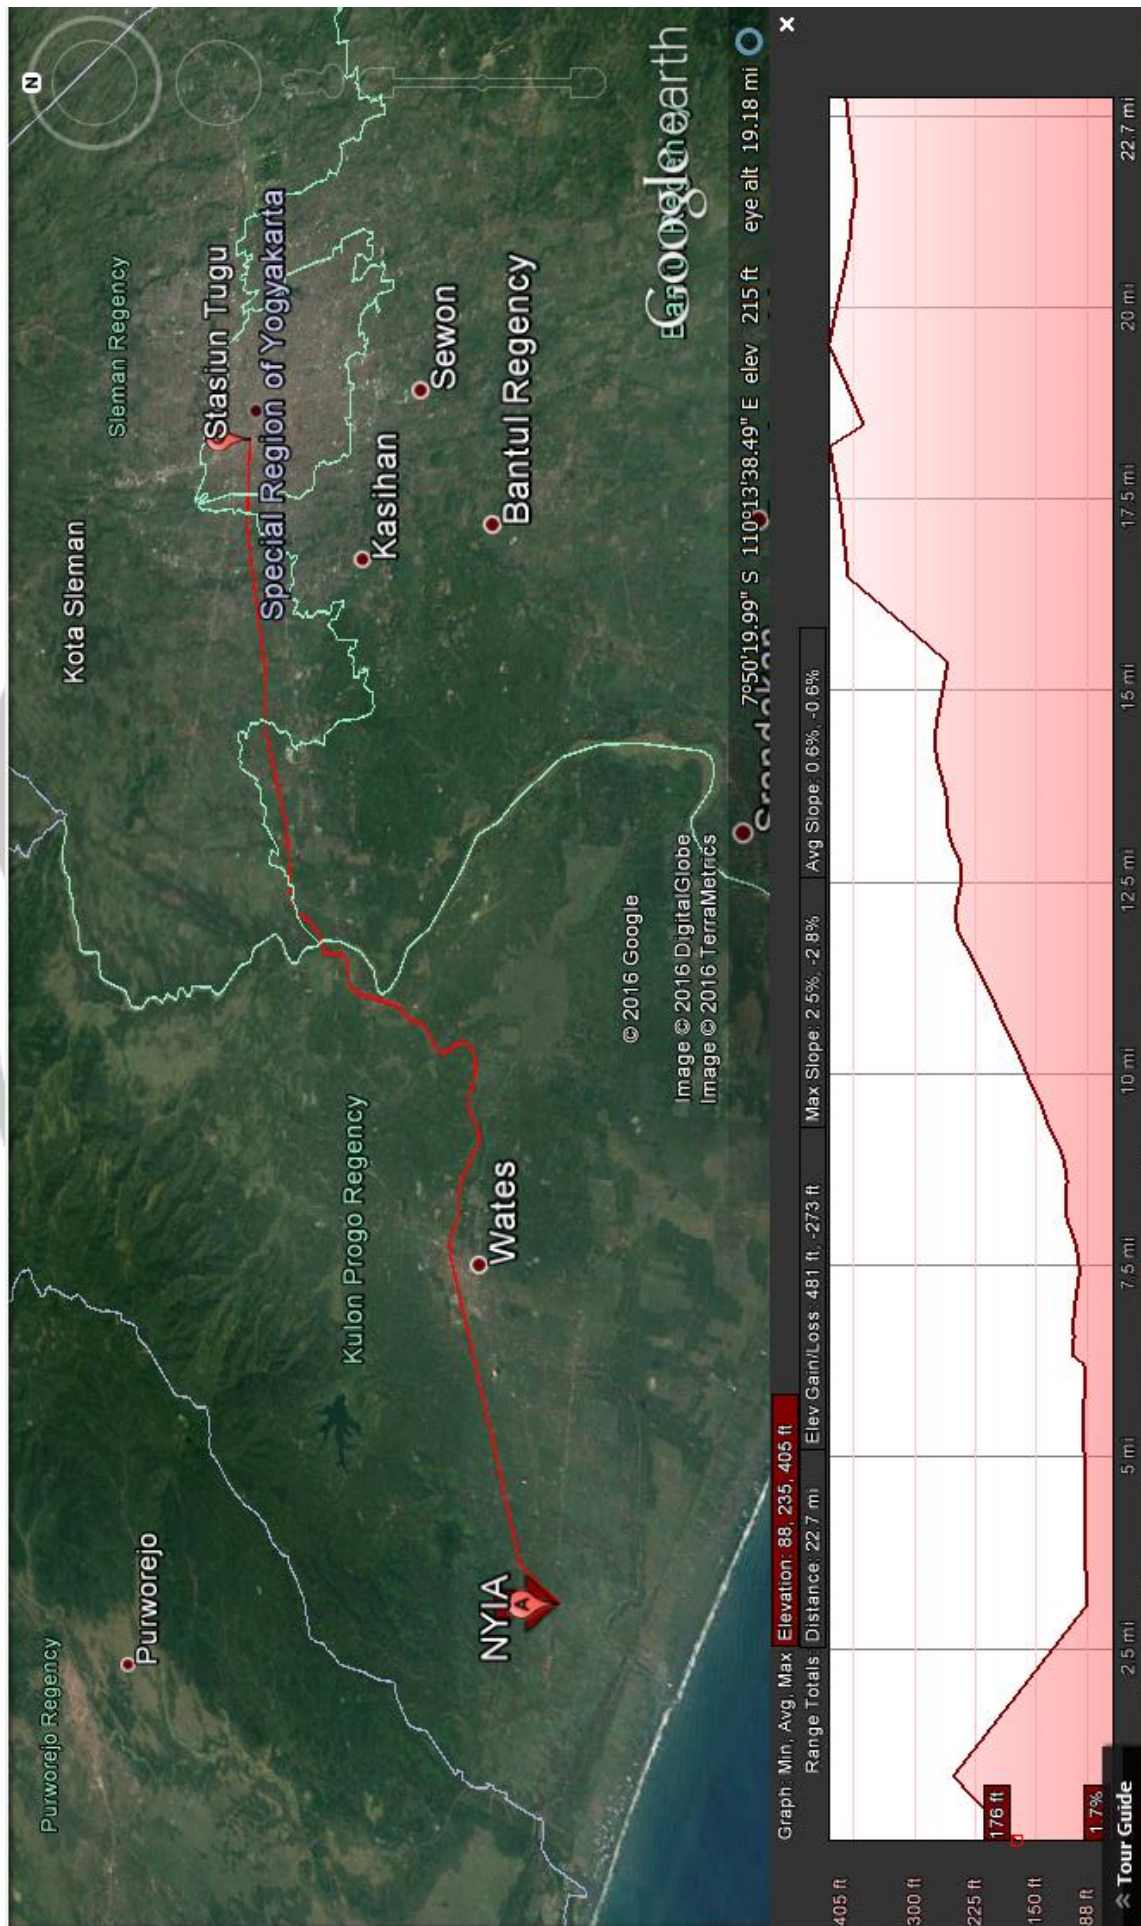 N
Purworejo Regency
Purworejo
Kota Sleman
Sleman Regency
Stasiun Tugu
Special Region of Yogyakarta
Kulon Progo Regency
Kasihan
Sewon
Wates
NYIA
A
Bantul Regency
© 2016 Google
Image © 2016 DigitalGlobe
Image © 2016 TerraMetrics
Google earth
7°50'19.99" S 110°13'38.49" E elev 215 ft eye alt 19.18 mi
Graph: Min, Avg, Max Elevation: 88, 235, 405 ft
Range Totals: Distance: 22.7 mi Elev Gain/Loss: 481 ft, -273 ft Max Slope: 2.5%, -2.8% Avg Slope: 0.6%, -0.6%
405 ft
300 ft
225 ft
176 ft
150 ft
88 ft
1.7%
2.5 mi 5 mi 7.5 mi 10 mi 12.5 mi 15 mi 17.5 mi 20 mi 22.7 mi
Tour Guide